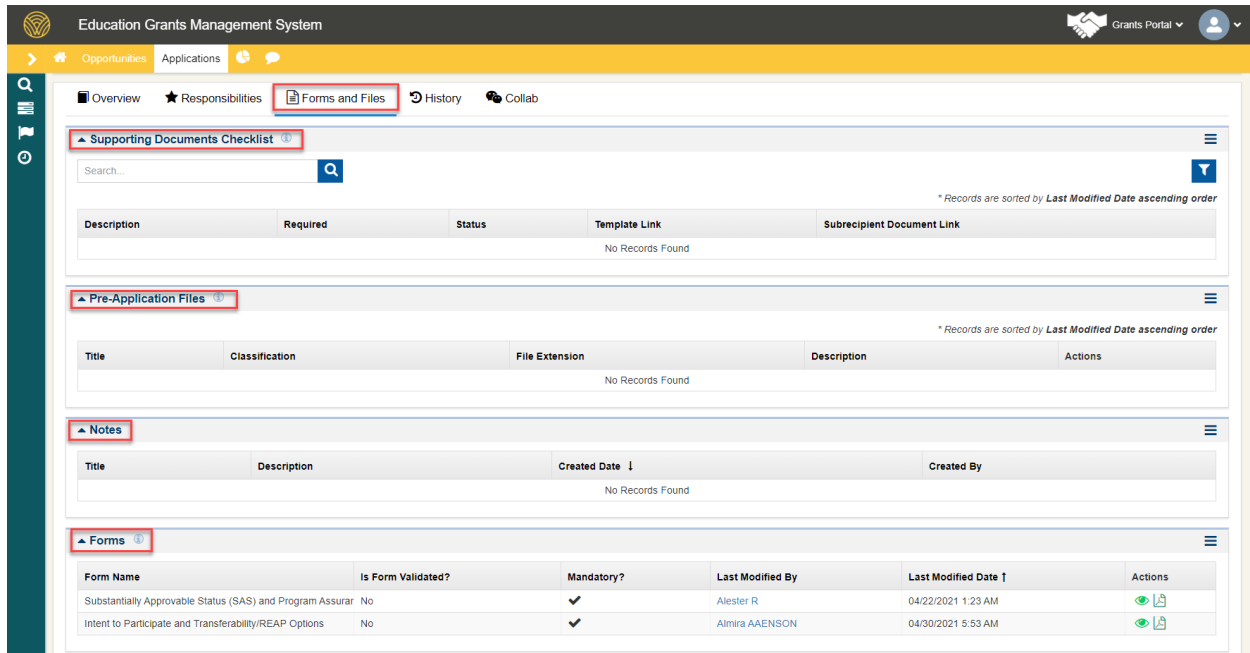 Education Grants Management System
Grants Portal
Opportunities Applications
Overview Responsibilities Forms and Files History Collab
Supporting Documents Checklist
Search...
* Records are sorted by Last Modified Date ascending order
Description Required Status Template Link Subrecipient Document Link
No Records Found
Pre-Application Files
* Records are sorted by Last Modified Date ascending order
Title Classification File Extension Description Actions
No Records Found
Notes
Title Description Created Date Created By
No Records Found
Forms
Form Name Is Form Validated? Mandatory? Last Modified By Last Modified Date Actions
Substantially Approvable Status (SAS) and Program Assurar No Alester R 04/22/2021 1:23 AM
Intent to Participate and Transferability/REAP Options No Almira AAENSON 04/30/2021 5:53 AM